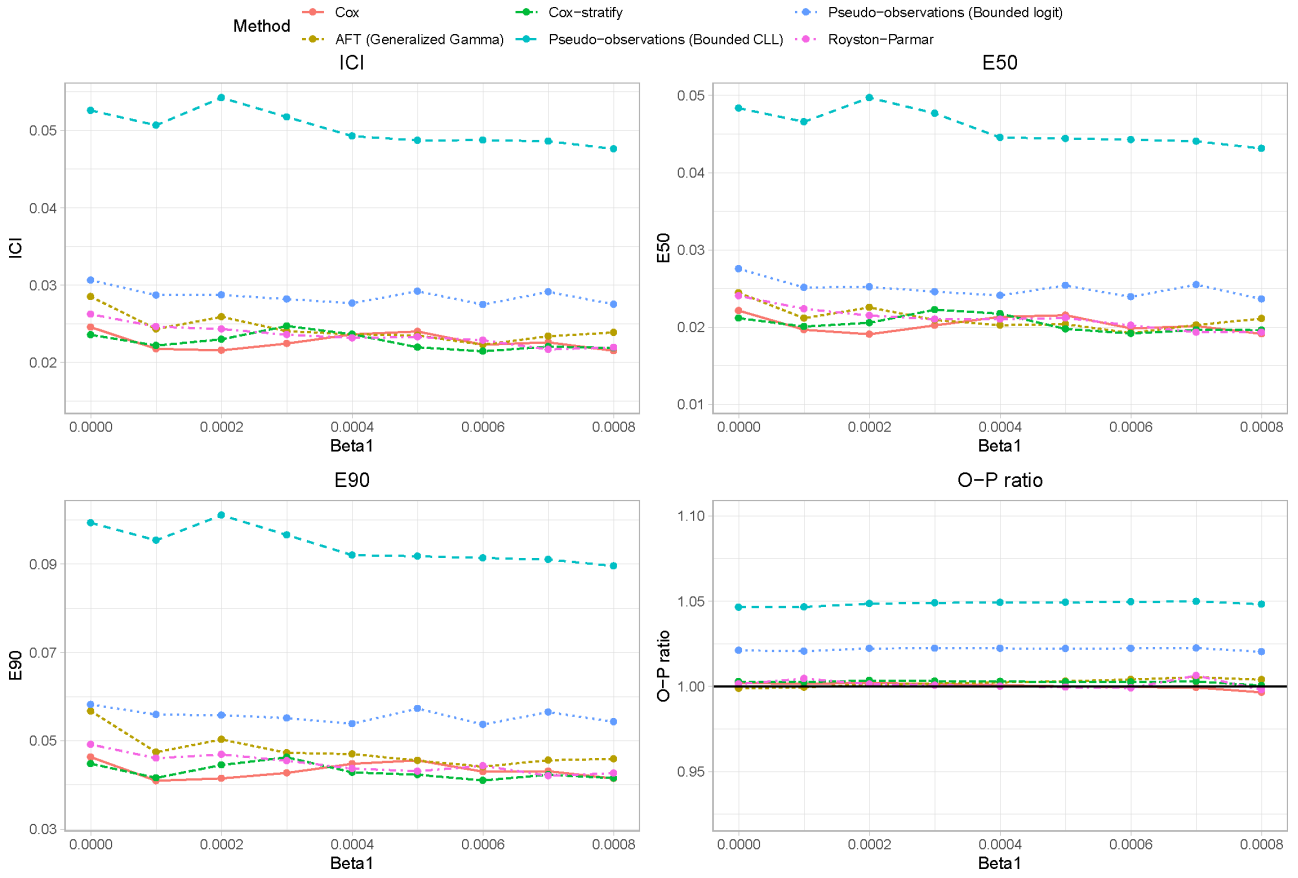 Method
Cox
Cox-stratify
Pseudo-observations (Bounded logit)
AFT (Generalized Gamma)
Pseudo-observations (Bounded CLL)
Royston-Parmar
ICI
E50
0.05
0.04
0.03
0.02
ICI
0.0000
0.0002
0.0004
0.0006
0.0008
Beta1
0.05
0.04
0.03
0.02
0.01
E50
0.0000
0.0002
0.0004
0.0006
0.0008
Beta1
E90
O-P ratio
0.09
0.07
0.05
0.03
E90
0.0000
0.0002
0.0004
0.0006
0.0008
Beta1
1.10
1.05
1.00
0.95
O-P ratio
0.0000
0.0002
0.0004
0.0006
0.0008
Beta1